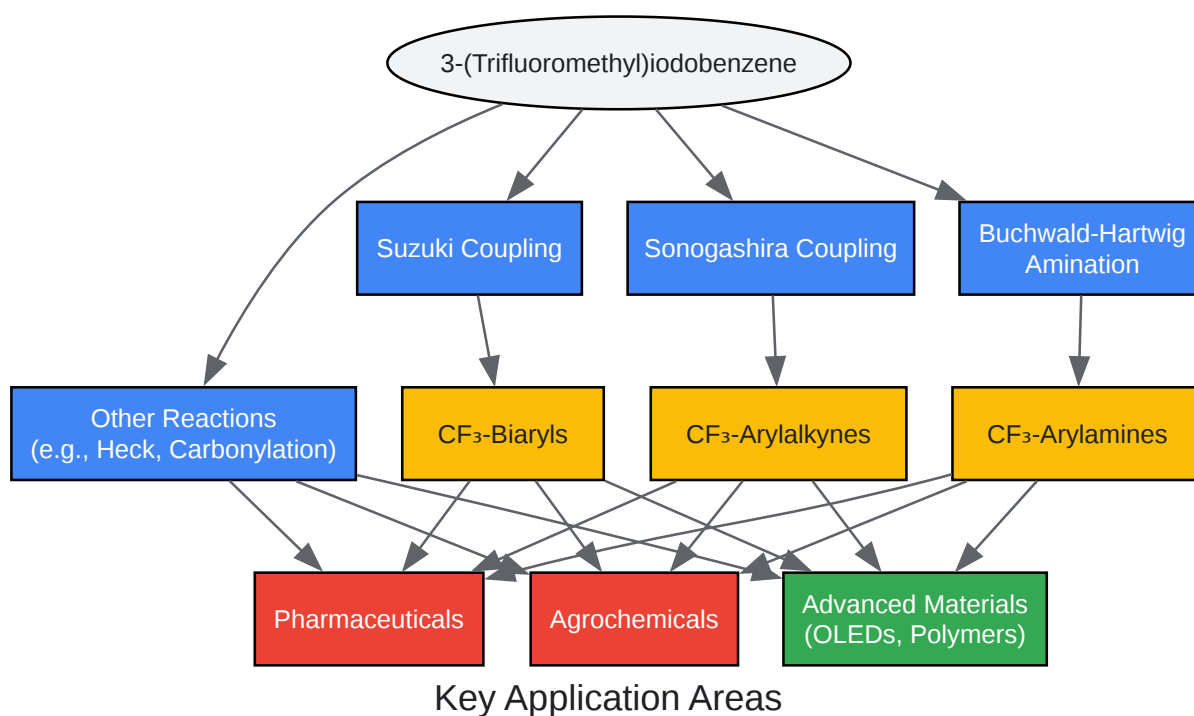 3-(Trifluoromethyl)iodobenzene
Suzuki Coupling
Sonogashira Coupling
Buchwald-Hartwig
Amination
Other Reactions
(e.g., Heck, Carbonylation)
CF₃-Biaryls
CF₃-Arylalkynes
CF₃-Arylamines
Pharmaceuticals
Agrochemicals
Advanced Materials
(OLEDs, Polymers)
Key Application Areas